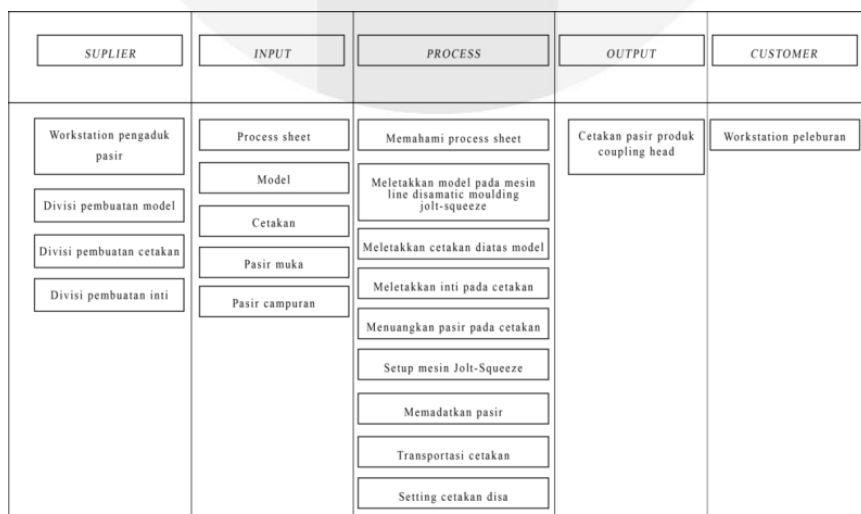 SUPLIER
INPUT
PROCESS
OUTPUT
CUSTOMER
Workstation pengaduk
pasir
Divisi pembuatan model
Divisi pembuatan cetakan
Divisi pembuatan inti
Process sheet
Model
Cetakan
Pasir muka
Pasir campuran
Memahami process sheet
Meletakkan model pada mesin
line disamatic moulding
jolt-squeeze
Meletakkan cetakan diatas model
Meletakkan inti pada cetakan
Menuangkan pasir pada cetakan
Setup mesin Jolt-Squeeze
Memadatkan pasir
Transportasi cetakan
Setting cetakan disa
Cetakan pasir produk
coupling head
Workstation peleburan